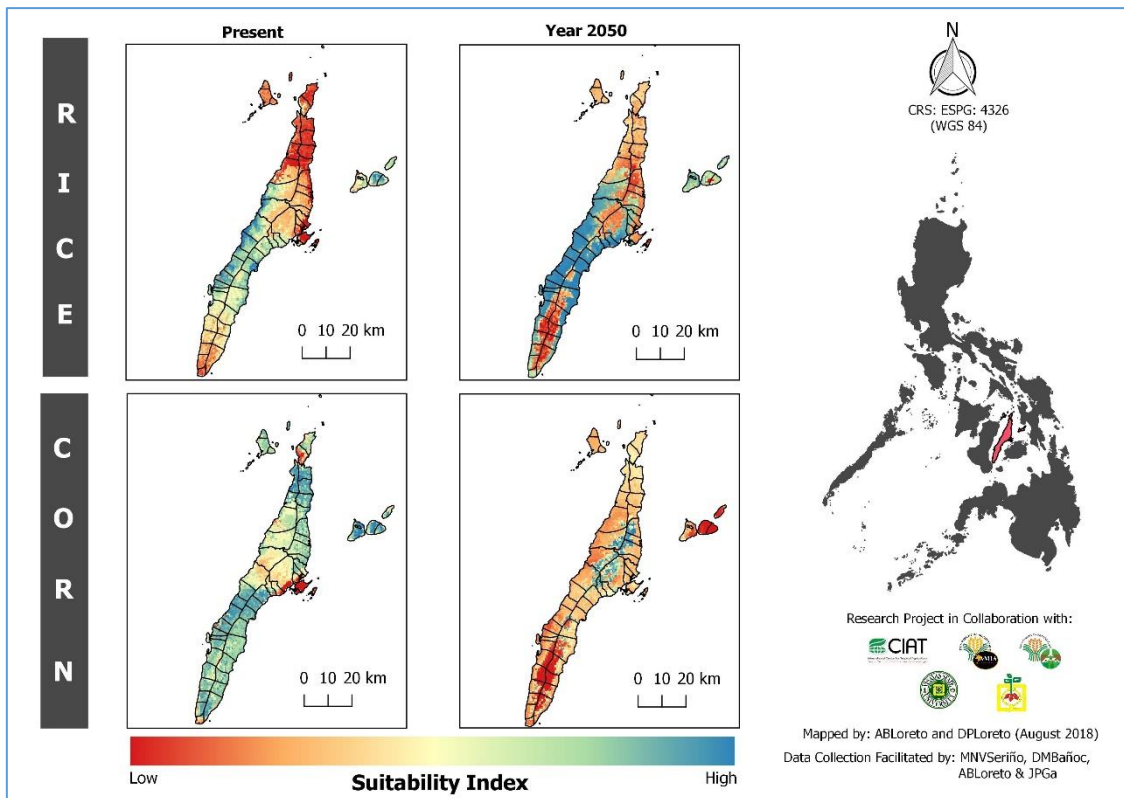 Present
Year 2050
RICE
0 10 20 km
0 10 20 km
CORN
0 10 20 km
0 10 20 km
Low
High
Suitability Index
N
CRS: ESPG: 4326
(WGS 84)
Research Project in Collaboration with:
CIAT
Mapped by: ABLoreto and DPLoreto (August 2018)
Data Collection Facilitated by: MNVSeriño, DMBañoc,
ABLoreto & JPGa